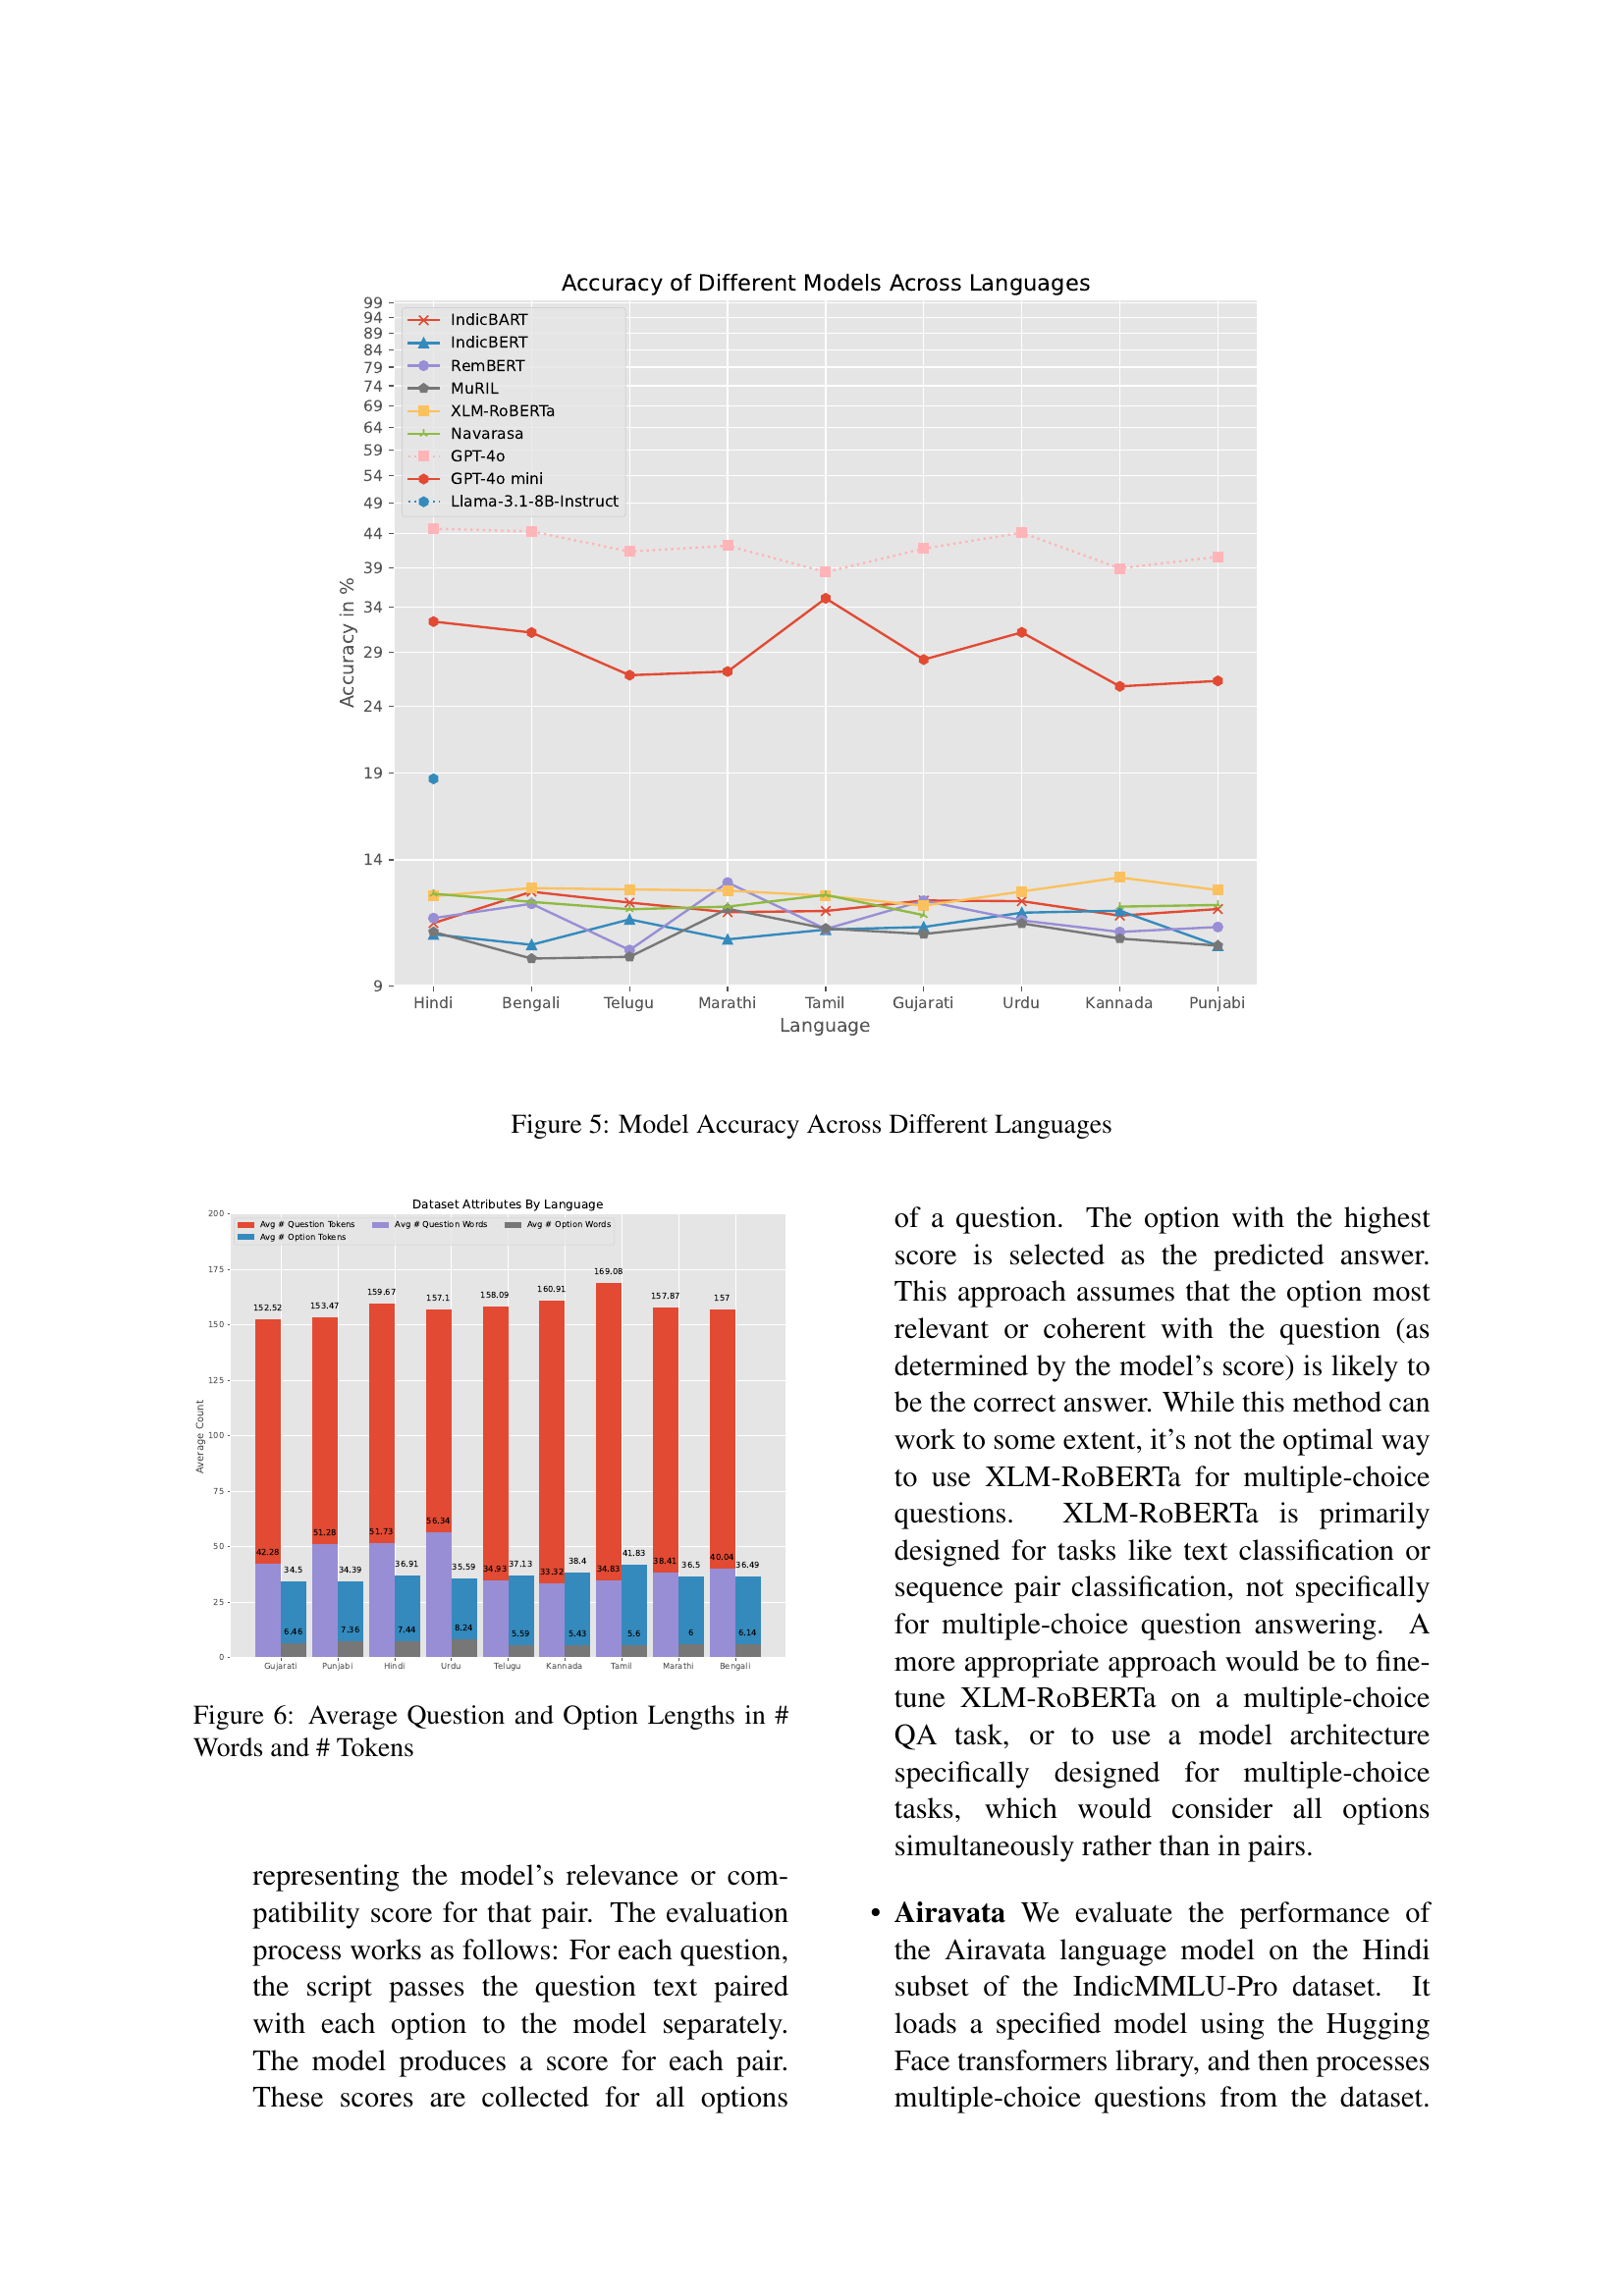 Accuracy of Different Models Across Languages
99
94
89
84
79
74
69
64
59
54
49
44
39
34
29
24
19
14
9
Accuracy in %
IndicBART
IndicBERT
RemBERT
MuRIL
XLM-RoBERTa
Navarasa
GPT-4o
GPT-4o mini
Llama-3.1-8B-Instruct
Hindi Bengali Telugu Marathi Tamil Gujarati Urdu Kannada Punjabi
Language
Figure 5: Model Accuracy Across Different Languages
Dataset Attributes By Language
Avg # Question Tokens Avg # Question Words Avg # Option Words
Avg # Option Tokens
200
175
150
125
100
75
50
25
0
Average Count
152.52 153.47 159.67 157.1 158.09 160.91 169.08 157.87 157
42.28 51.28 51.73 56.34 34.93 33.32 34.83 38.41 40.04
34.5 34.39 36.91 35.59 37.13 38.4 41.83 36.5 36.49
6.46 7.36 7.44 8.24 5.59 5.43 5.6 6 6.14
Gujarati Punjabi Hindi Urdu Telugu Kannada Tamil Marathi Bengali
Figure 6: Average Question and Option Lengths in #
Words and # Tokens
representing the model's relevance or com-
patibility score for that pair. The evaluation
process works as follows: For each question,
the script passes the question text paired
with each option to the model separately.
The model produces a score for each pair.
These scores are collected for all options
of a question. The option with the highest
score is selected as the predicted answer.
This approach assumes that the option most
relevant or coherent with the question (as
determined by the model's score) is likely to
be the correct answer. While this method can
work to some extent, it's not the optimal way
to use XLM-RoBERTa for multiple-choice
questions. XLM-RoBERTa is primarily
designed for tasks like text classification or
sequence pair classification, not specifically
for multiple-choice question answering. A
more appropriate approach would be to fine-
tune XLM-RoBERTa on a multiple-choice
QA task, or to use a model architecture
specifically designed for multiple-choice
tasks, which would consider all options
simultaneously rather than in pairs.
• Airavata We evaluate the performance of
the Airavata language model on the Hindi
subset of the IndicMMLU-Pro dataset. It
loads a specified model using the Hugging
Face transformers library, and then processes
multiple-choice questions from the dataset.